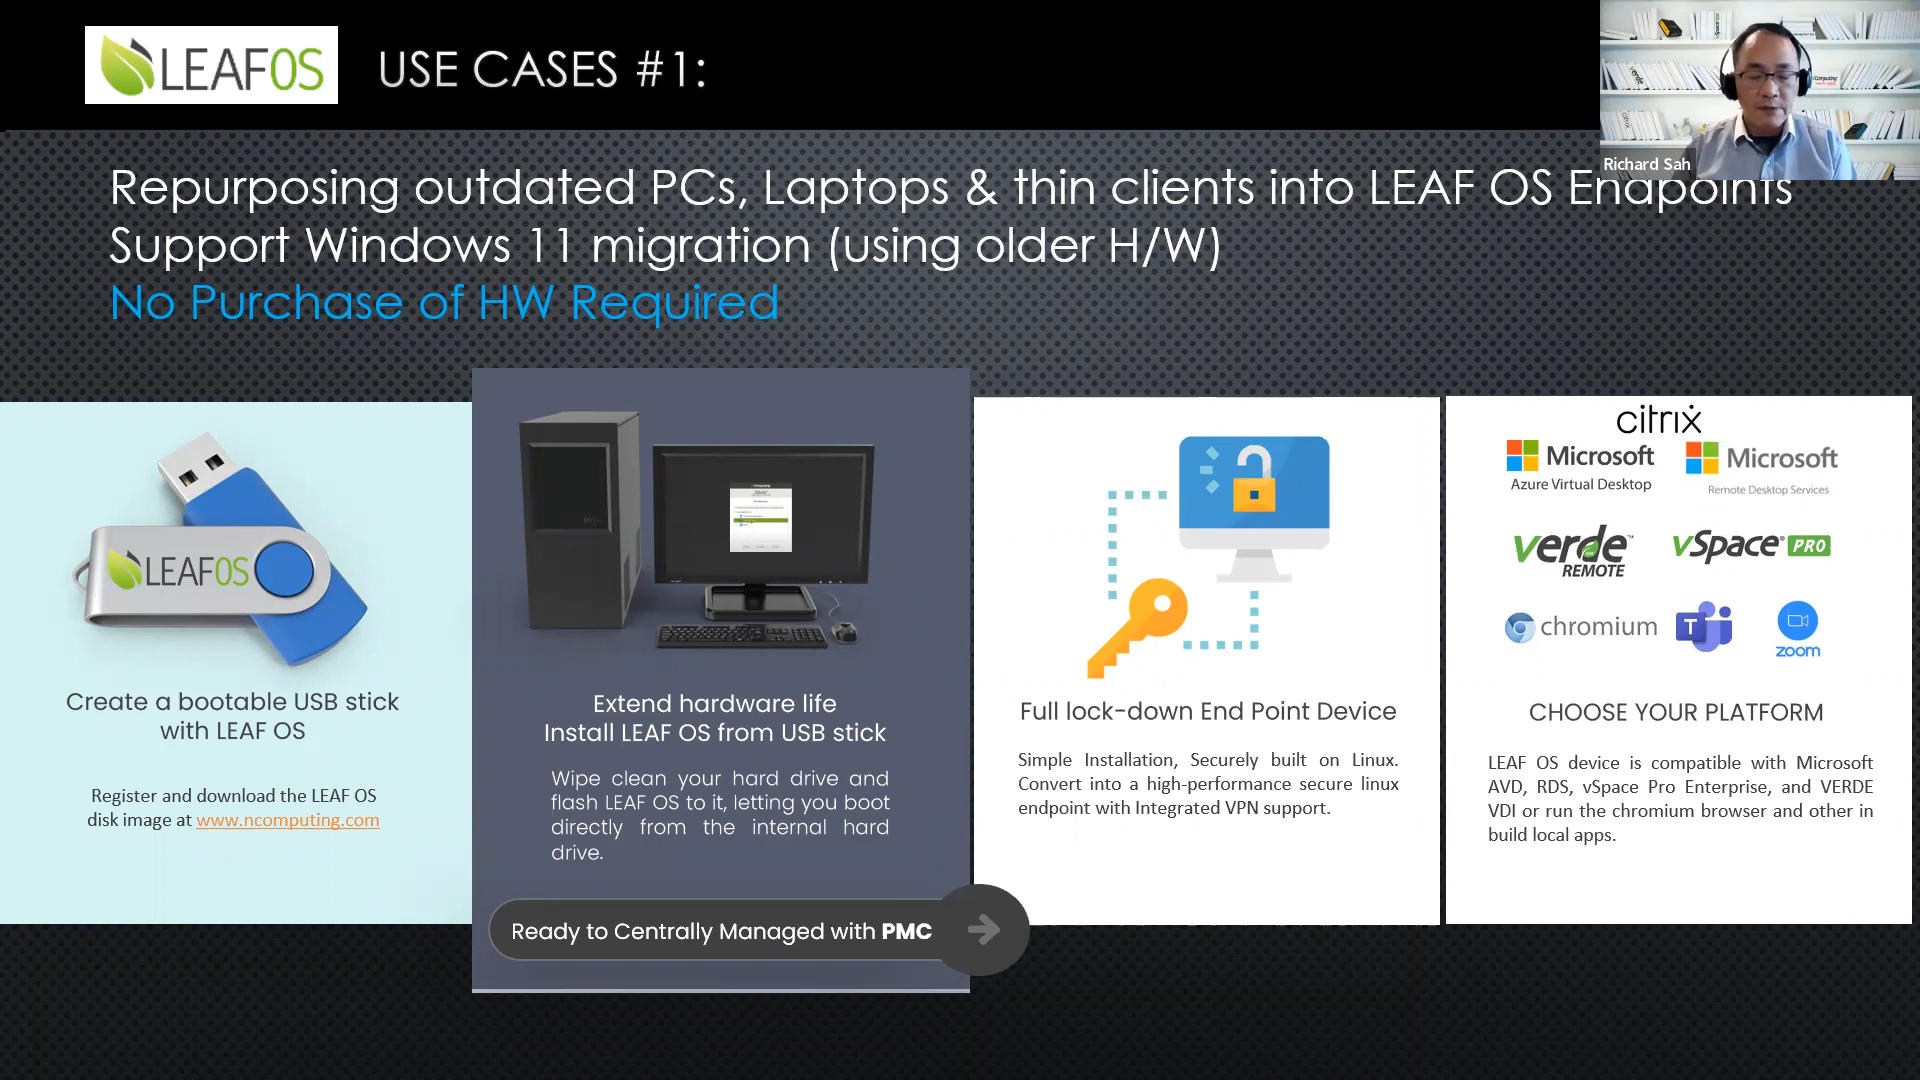 LEAFOS
USE CASES #1:
Richard Sah
Repurposing outdated PCs, Laptops & thin clients into LEAF OS Endpoints
Support Windows 11 migration (using older H/W)
No Purchase of HW Required
LEAFOS
Create a bootable USB stick
with LEAF OS
Register and download the LEAF OS
disk image at www.ncomputing.com
Extend hardware life
Install LEAF OS from USB stick
Wipe clean your hard drive and
flash LEAF OS to it, letting you boot
directly from the internal hard
drive.
Ready to Centrally Managed with PMC
Full lock-down End Point Device
Simple Installation, Securely built on Linux.
Convert into a high-performance secure linux
endpoint with Integrated VPN support.
citrix
Microsoft
Azure Virtual Desktop
Microsoft
Remote Desktop Services
verde™
REMOTE
vSpace® PRO
chromium
T
zoom
CHOOSE YOUR PLATFORM
LEAF OS device is compatible with Microsoft
AVD, RDS, vSpace Pro Enterprise, and VERDE
VDI or run the chromium browser and other in
build local apps.